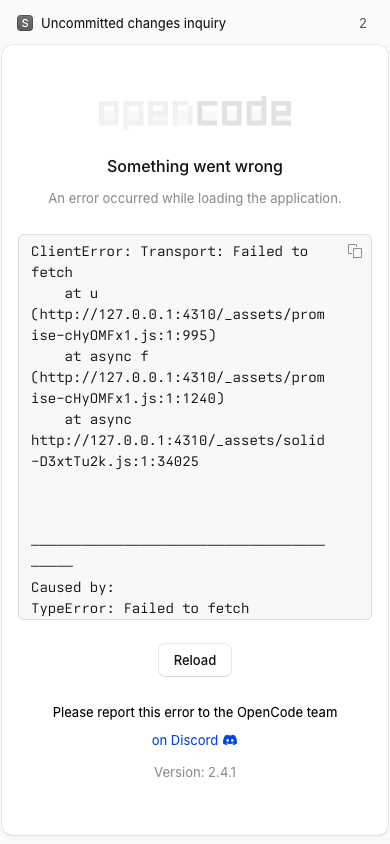 S Uncommitted changes inquiry 2
opencode
Something went wrong
An error occurred while loading the application.
ClientError: Transport: Failed to
fetch
    at u
(http://127.0.0.1:4310/_assets/prom
ise-cHyOMFx1.js:1:995)
    at async f
(http://127.0.0.1:4310/_assets/prom
ise-cHyOMFx1.js:1:1240)
    at async
http://127.0.0.1:4310/_assets/solid
-D3xtTu2k.js:1:34025
___________________________________
_____
Caused by:
TypeError: Failed to fetch
Reload
Please report this error to the OpenCode team
on Discord
Version: 2.4.1